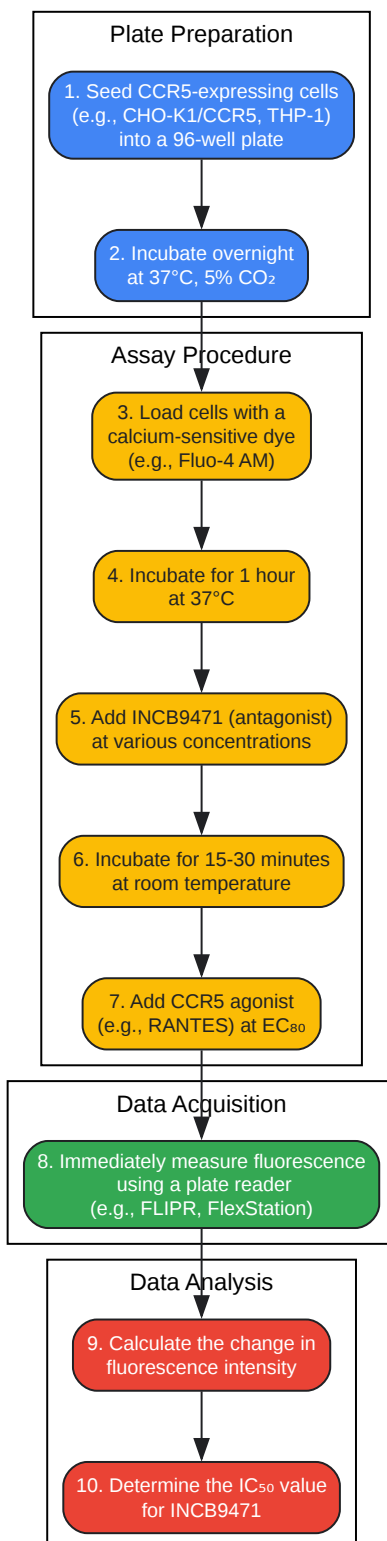 Plate Preparation
1. Seed CCR5-expressing cells
(e.g., CHO-K1/CCR5, THP-1)
into a 96-well plate
2. Incubate overnight
at 37°C, 5% CO₂
Assay Procedure
3. Load cells with a
calcium-sensitive dye
(e.g., Fluo-4 AM)
4. Incubate for 1 hour
at 37°C
5. Add INCB9471 (antagonist)
at various concentrations
6. Incubate for 15-30 minutes
at room temperature
7. Add CCR5 agonist
(e.g., RANTES) at EC₈₀
Data Acquisition
8. Immediately measure fluorescence
using a plate reader
(e.g., FLIPR, FlexStation)
Data Analysis
9. Calculate the change in
fluorescence intensity
10. Determine the IC₅₀ value
for INCB9471